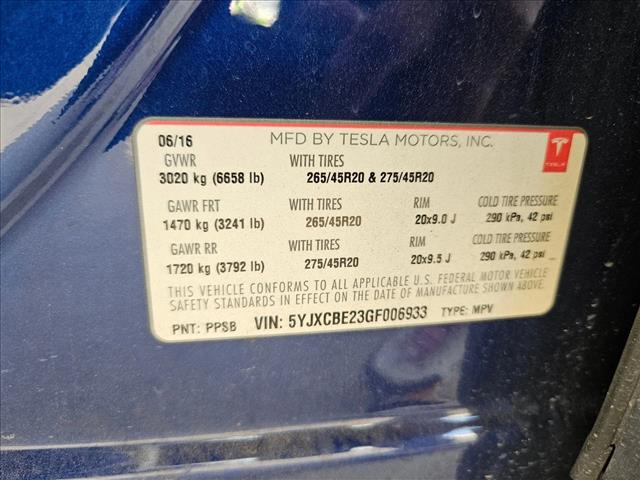 06/16 MFD BY TESLA MOTORS, INC.
GVWR WITH TIRES
3020 kg (6658 lb) 265/45R20 & 275/45R20
GAWR FRT WITH TIRES RIM COLD TIRE PRESSURE
1470 kg (3241 lb) 265/45R20 20x9.0 J 290 kPa, 42 psi
GAWR RR WITH TIRES RIM COLD TIRE PRESSURE
1720 kg (3792 lb) 275/45R20 20x9.5 J 290 kPa, 42 psi
THIS VEHICLE CONFORMS TO ALL APPLICABLE U.S. FEDERAL MOTOR VEHICLE
SAFETY STANDARDS IN EFFECT ON THE DATE OF MANUFACTURE SHOWN ABOVE.
PNT: PPSB VIN: 5YJXCBE23GF006933 TYPE: MPV
TESLA